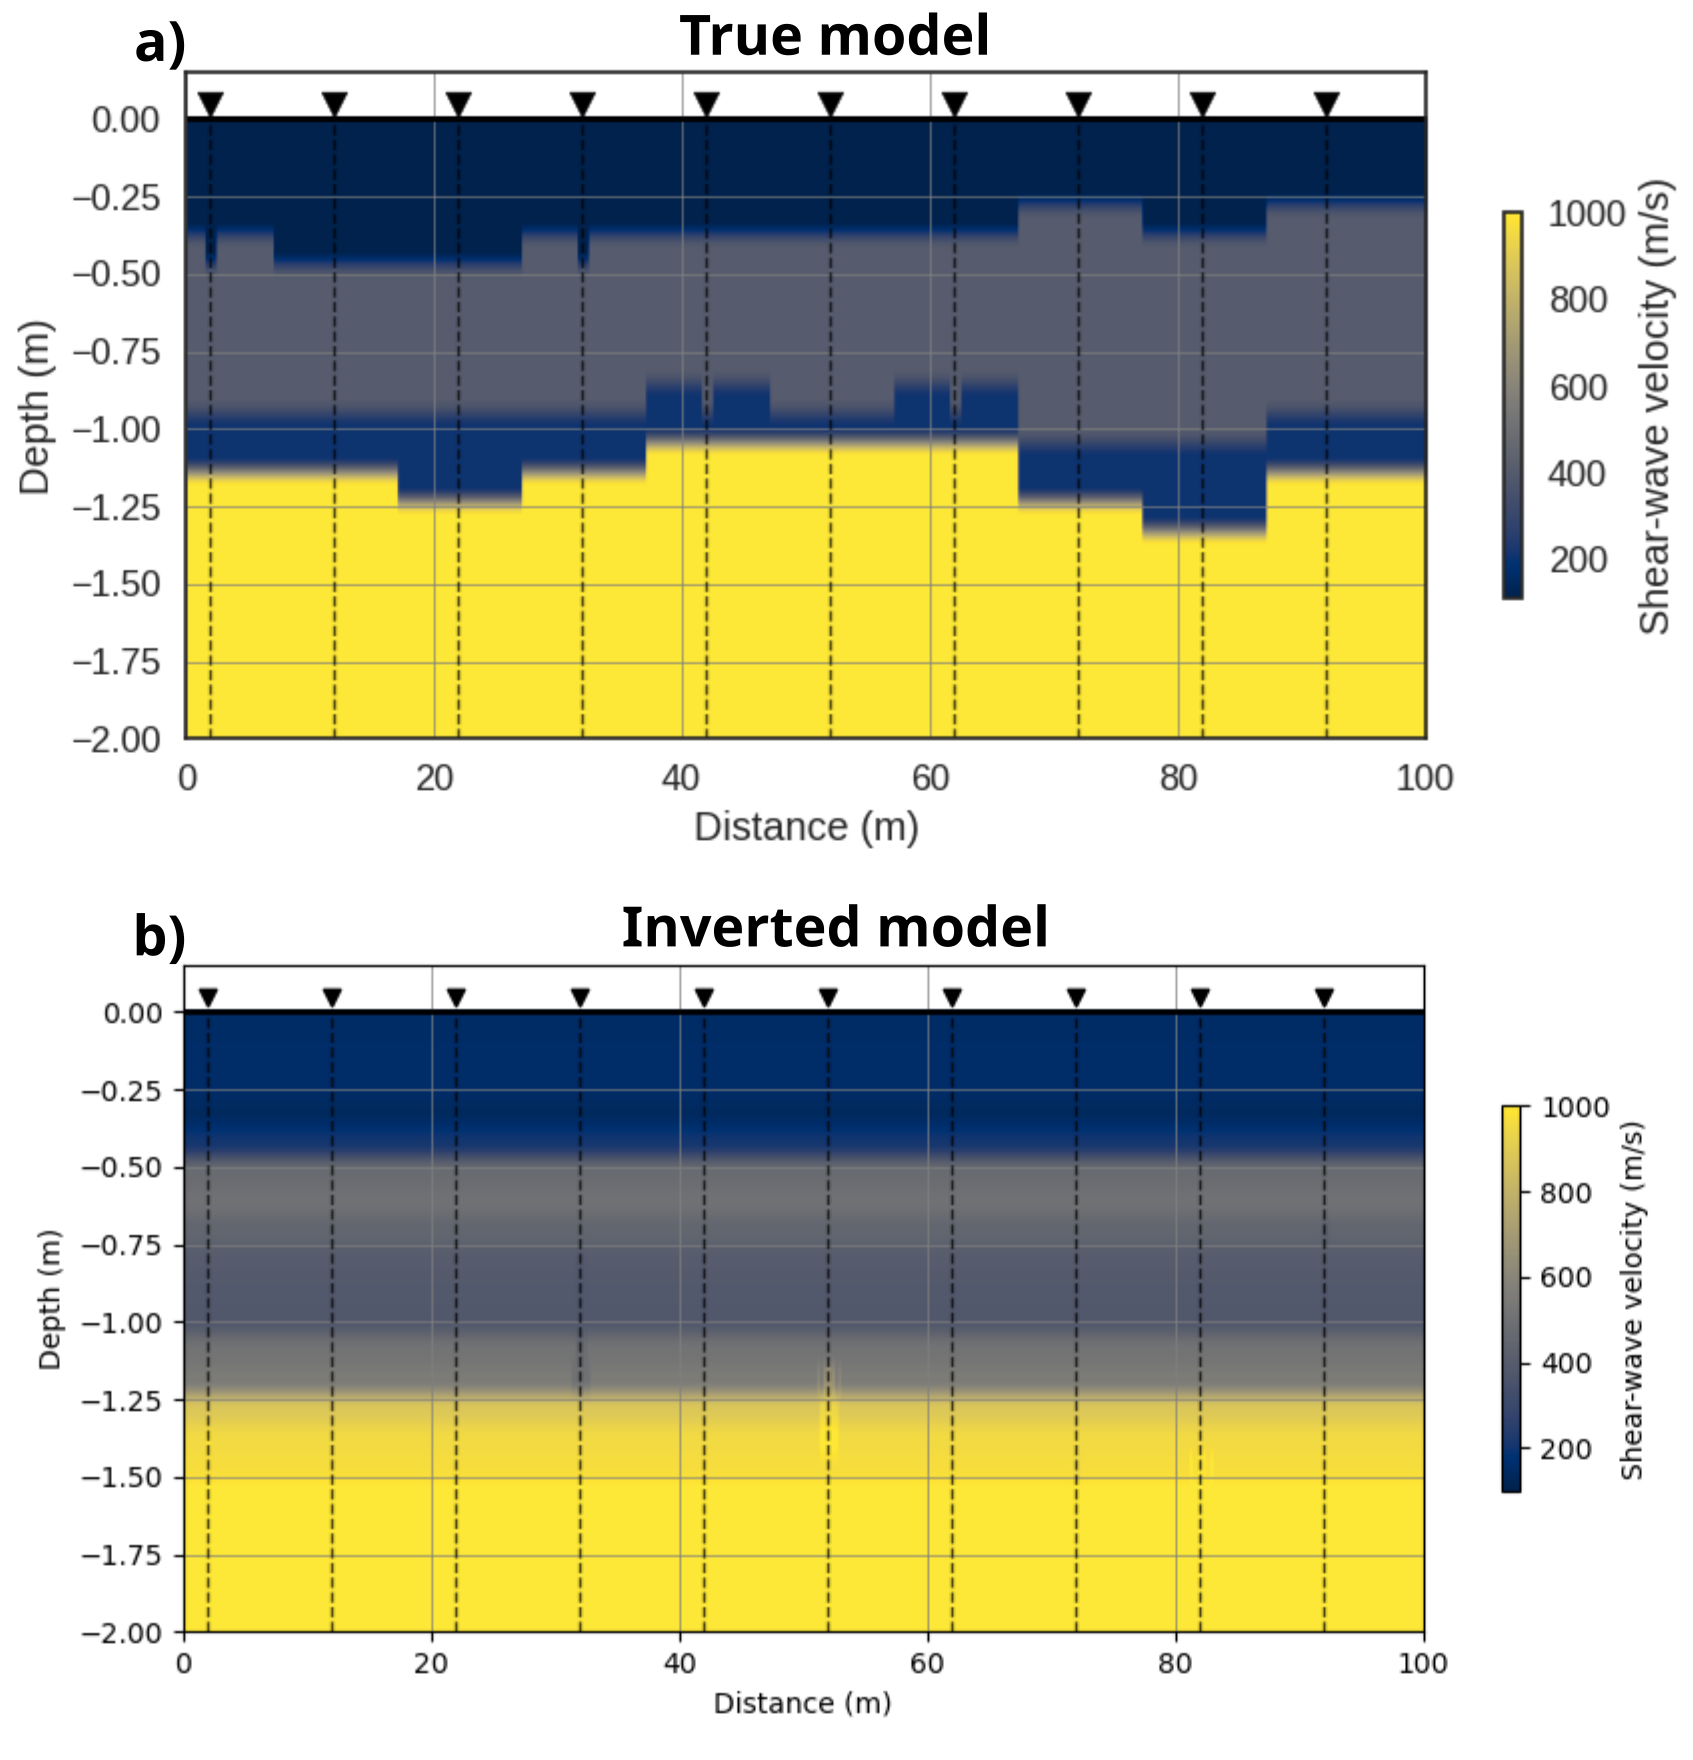 a)
True model
0.00
−0.25
−0.50
−0.75
−1.00
−1.25
−1.50
−1.75
−2.00
Depth (m)
0 20 40 60 80 100
Distance (m)
1000
800
600
400
200
Shear-wave velocity (m/s)
b)
Inverted model
0.00
−0.25
−0.50
−0.75
−1.00
−1.25
−1.50
−1.75
−2.00
Depth (m)
0 20 40 60 80 100
Distance (m)
1000
800
600
400
200
Shear-wave velocity (m/s)